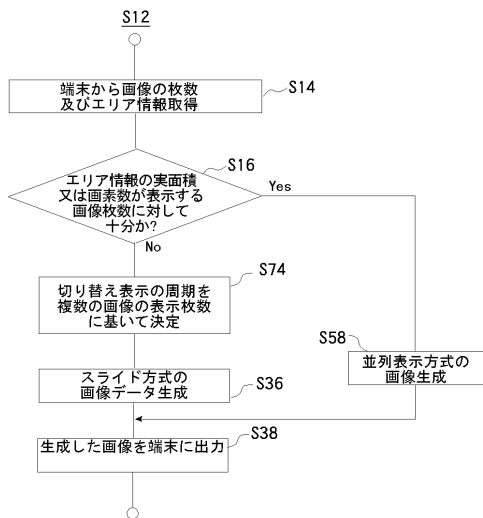 S12
端末から画像の枚数
及びエリア情報取得
S14
エリア情報の実面積
又は画素数が表示する
画像枚数に対して
十分か?
S16
Yes
No
切り替え表示の周期を
複数の画像の表示枚数
に基いて決定
S74
S58
並列表示方式の
画像生成
スライド方式の
画像データ生成
S36
生成した画像を端末に出力
S38